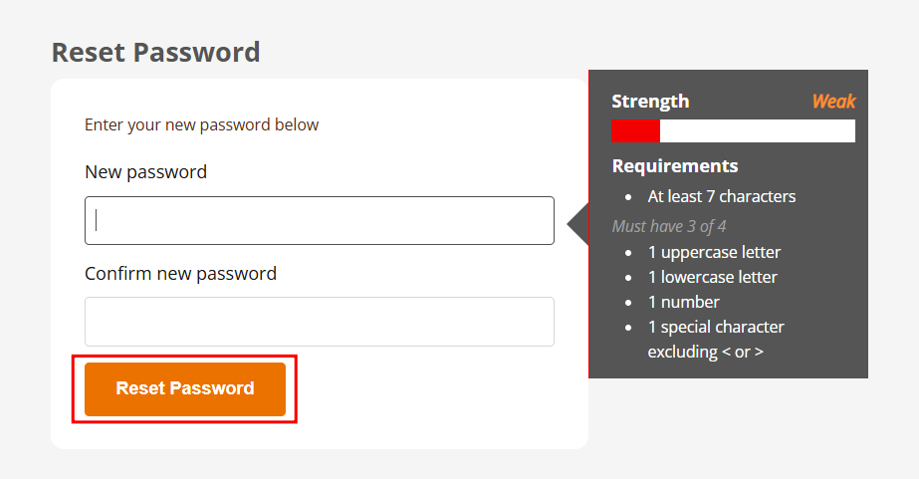 Reset Password
Enter your new password below
New password
Confirm new password
Reset Password
Strength Weak
Requirements
• At least 7 characters
Must have 3 of 4
• 1 uppercase letter
• 1 lowercase letter
• 1 number
• 1 special character
excluding < or >